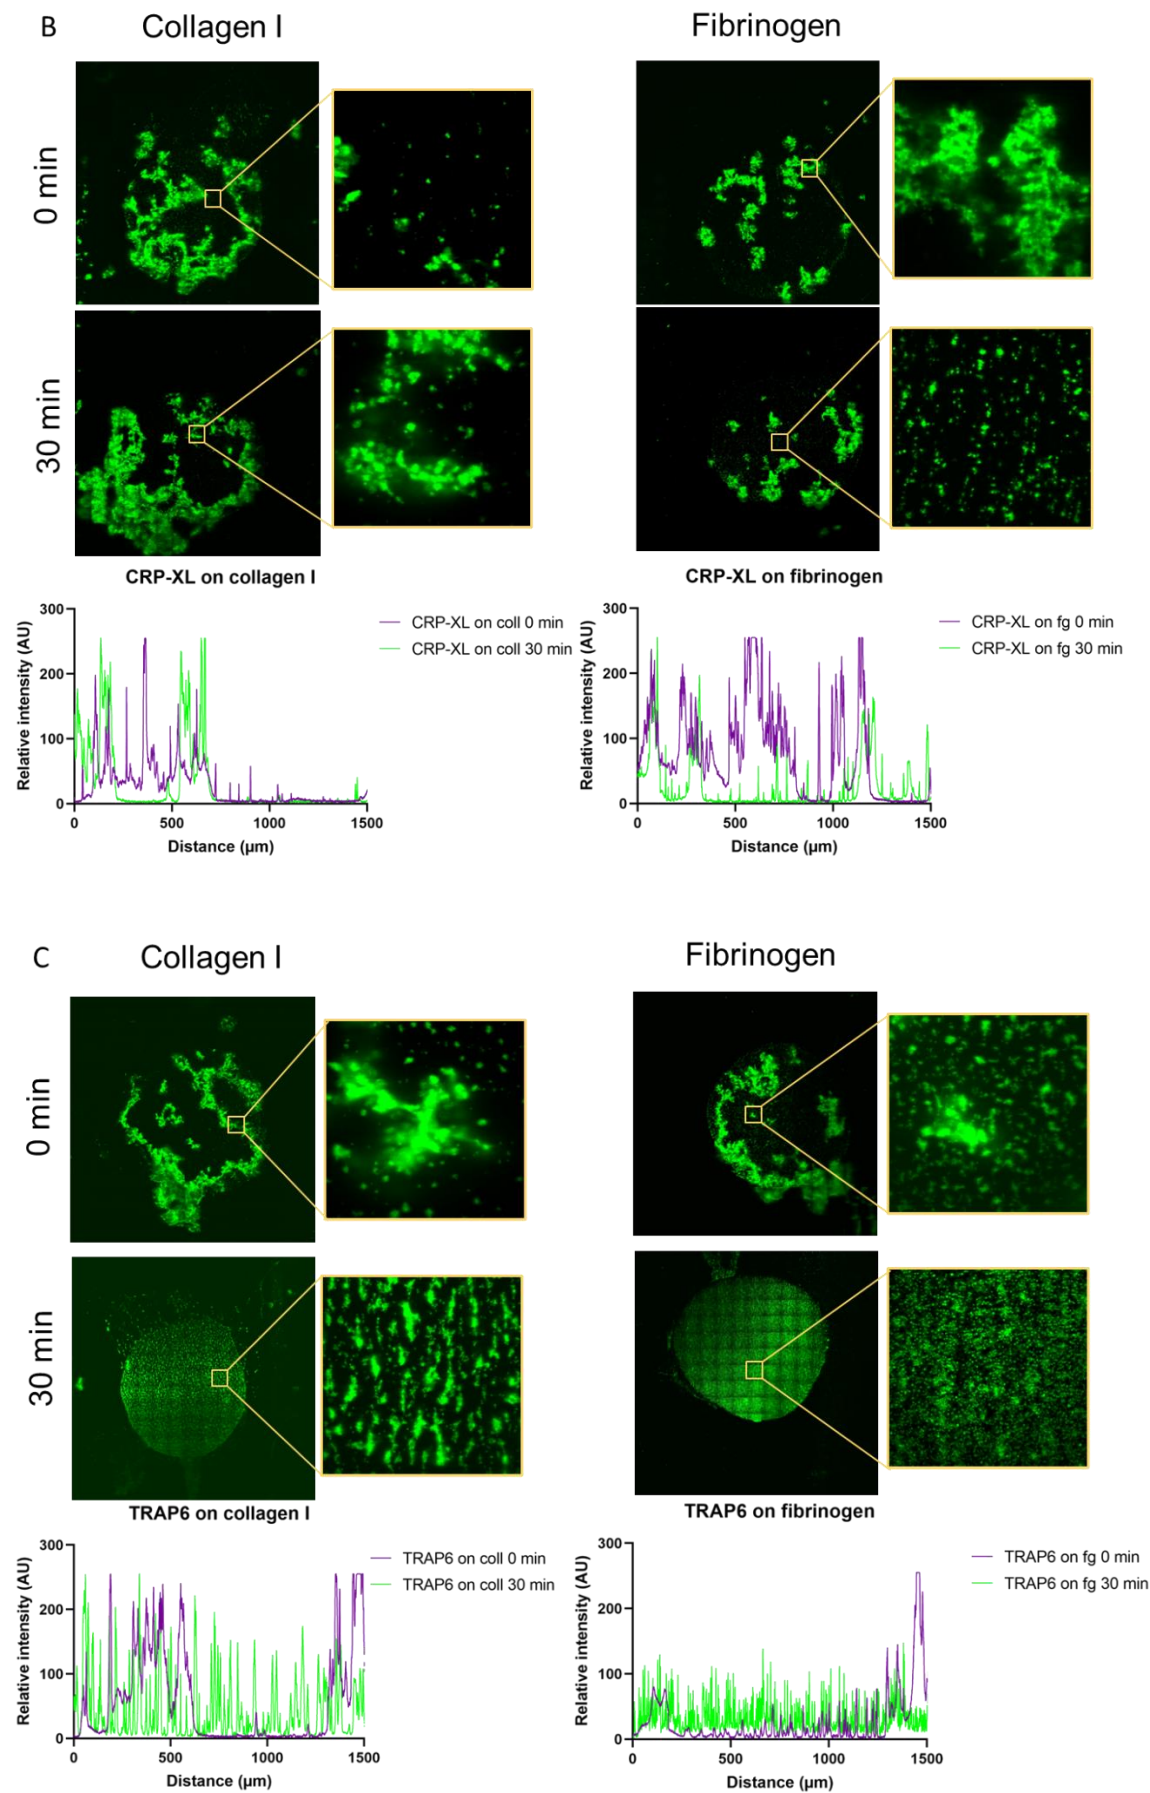 B
Collagen I
Fibrinogen
0 min
30 min
CRP-XL on collagen I
CRP-XL on fibrinogen
Relative intensity (AU)
300
200
100
0
0 500 1000 1500
Distance (µm)
CRP-XL on coll 0 min
CRP-XL on coll 30 min
Relative intensity (AU)
300
200
100
0
0 500 1000 1500
Distance (µm)
CRP-XL on fg 0 min
CRP-XL on fg 30 min
C
Collagen I
Fibrinogen
0 min
30 min
TRAP6 on collagen I
TRAP6 on fibrinogen
Relative intensity (AU)
300
200
100
0
0 500 1000 1500
Distance (µm)
TRAP6 on coll 0 min
TRAP6 on coll 30 min
Relative intensity (AU)
300
200
100
0
0 500 1000 1500
Distance (µm)
TRAP6 on fg 0 min
TRAP6 on fg 30 min